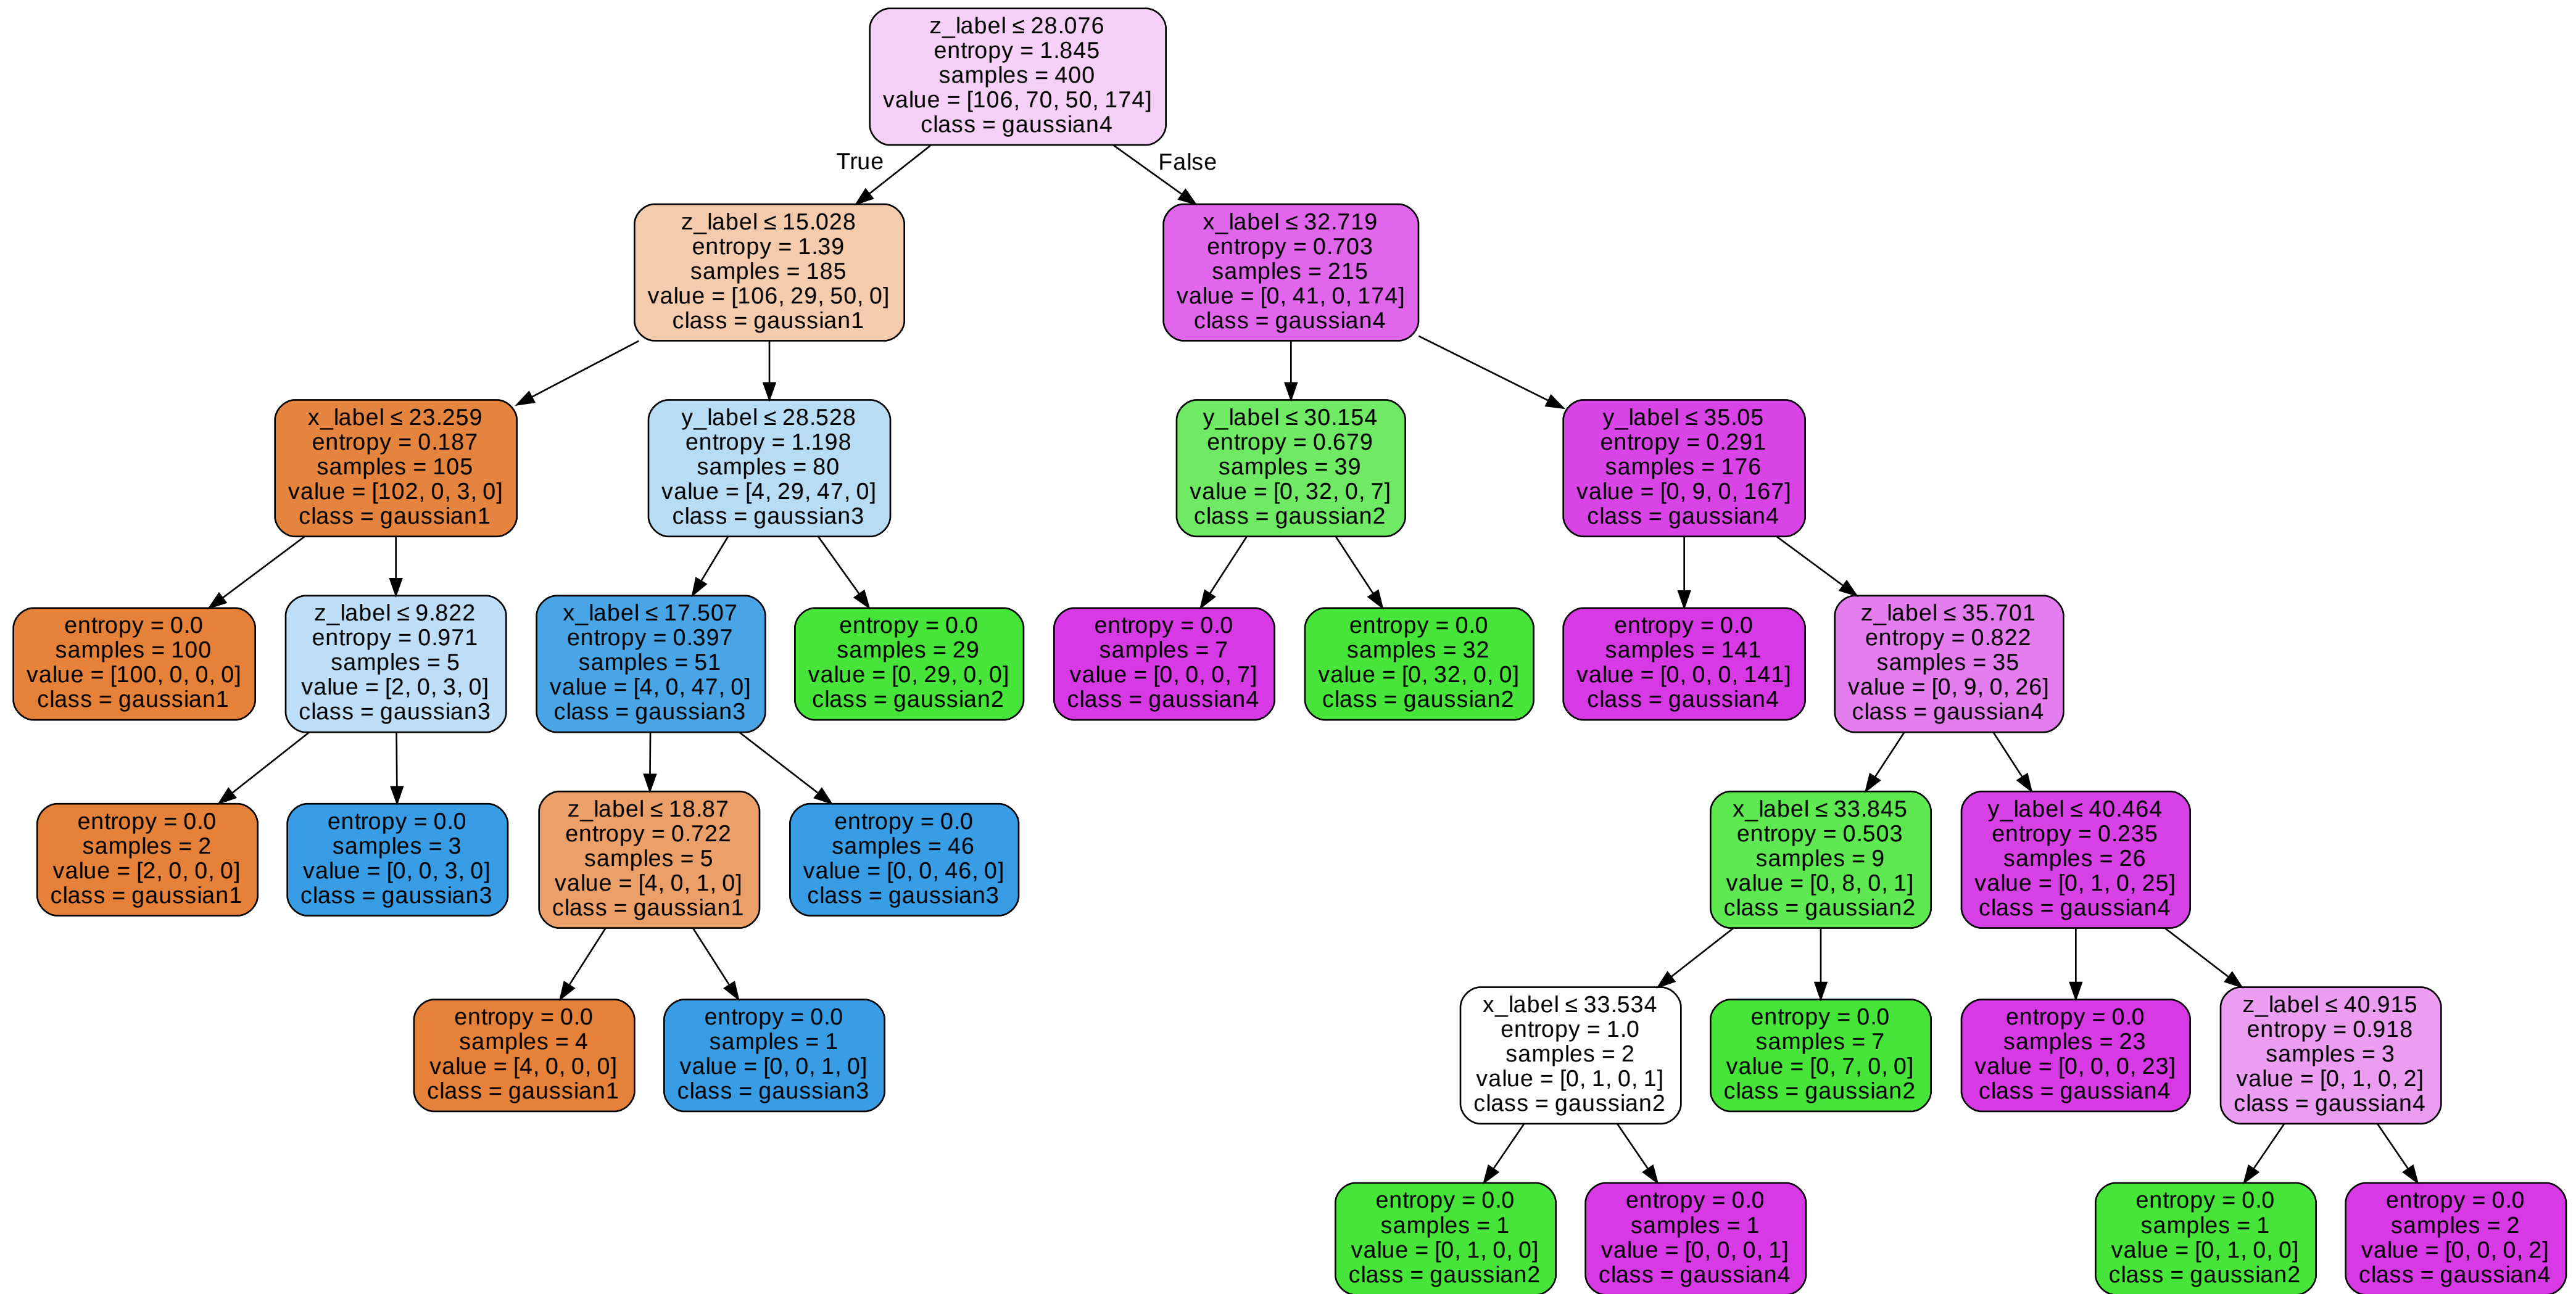 z_label ≤ 28.076
entropy = 1.845
samples = 400
value = [106, 70, 50, 174]
class = gaussian4
True
False
z_label ≤ 15.028
entropy = 1.39
samples = 185
value = [106, 29, 50, 0]
class = gaussian1
x_label ≤ 32.719
entropy = 0.703
samples = 215
value = [0, 41, 0, 174]
class = gaussian4
x_label ≤ 23.259
entropy = 0.187
samples = 105
value = [102, 0, 3, 0]
class = gaussian1
y_label ≤ 28.528
entropy = 1.198
samples = 80
value = [4, 29, 47, 0]
class = gaussian3
y_label ≤ 30.154
entropy = 0.679
samples = 39
value = [0, 32, 0, 7]
class = gaussian2
y_label ≤ 35.05
entropy = 0.291
samples = 176
value = [0, 9, 0, 167]
class = gaussian4
entropy = 0.0
samples = 100
value = [100, 0, 0, 0]
class = gaussian1
z_label ≤ 9.822
entropy = 0.971
samples = 5
value = [2, 0, 3, 0]
class = gaussian3
x_label ≤ 17.507
entropy = 0.397
samples = 51
value = [4, 0, 47, 0]
class = gaussian3
entropy = 0.0
samples = 29
value = [0, 29, 0, 0]
class = gaussian2
entropy = 0.0
samples = 7
value = [0, 0, 0, 7]
class = gaussian4
entropy = 0.0
samples = 32
value = [0, 32, 0, 0]
class = gaussian2
entropy = 0.0
samples = 141
value = [0, 0, 0, 141]
class = gaussian4
z_label ≤ 35.701
entropy = 0.822
samples = 35
value = [0, 9, 0, 26]
class = gaussian4
entropy = 0.0
samples = 2
value = [2, 0, 0, 0]
class = gaussian1
entropy = 0.0
samples = 3
value = [0, 0, 3, 0]
class = gaussian3
z_label ≤ 18.87
entropy = 0.722
samples = 5
value = [4, 0, 1, 0]
class = gaussian1
entropy = 0.0
samples = 46
value = [0, 0, 46, 0]
class = gaussian3
x_label ≤ 33.845
entropy = 0.503
samples = 9
value = [0, 8, 0, 1]
class = gaussian2
y_label ≤ 40.464
entropy = 0.235
samples = 26
value = [0, 1, 0, 25]
class = gaussian4
entropy = 0.0
samples = 4
value = [4, 0, 0, 0]
class = gaussian1
entropy = 0.0
samples = 1
value = [0, 0, 1, 0]
class = gaussian3
x_label ≤ 33.534
entropy = 1.0
samples = 2
value = [0, 1, 0, 1]
class = gaussian2
entropy = 0.0
samples = 7
value = [0, 7, 0, 0]
class = gaussian2
entropy = 0.0
samples = 23
value = [0, 0, 0, 23]
class = gaussian4
z_label ≤ 40.915
entropy = 0.918
samples = 3
value = [0, 1, 0, 2]
class = gaussian4
entropy = 0.0
samples = 1
value = [0, 1, 0, 0]
class = gaussian2
entropy = 0.0
samples = 1
value = [0, 0, 0, 1]
class = gaussian4
entropy = 0.0
samples = 1
value = [0, 1, 0, 0]
class = gaussian2
entropy = 0.0
samples = 2
value = [0, 0, 0, 2]
class = gaussian4